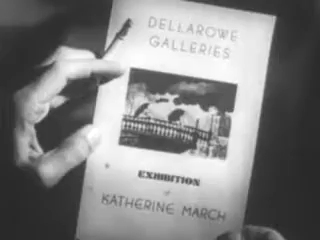 DELLAROWE
GALLERIES
EXHIBITION
of
KATHERINE MARCH